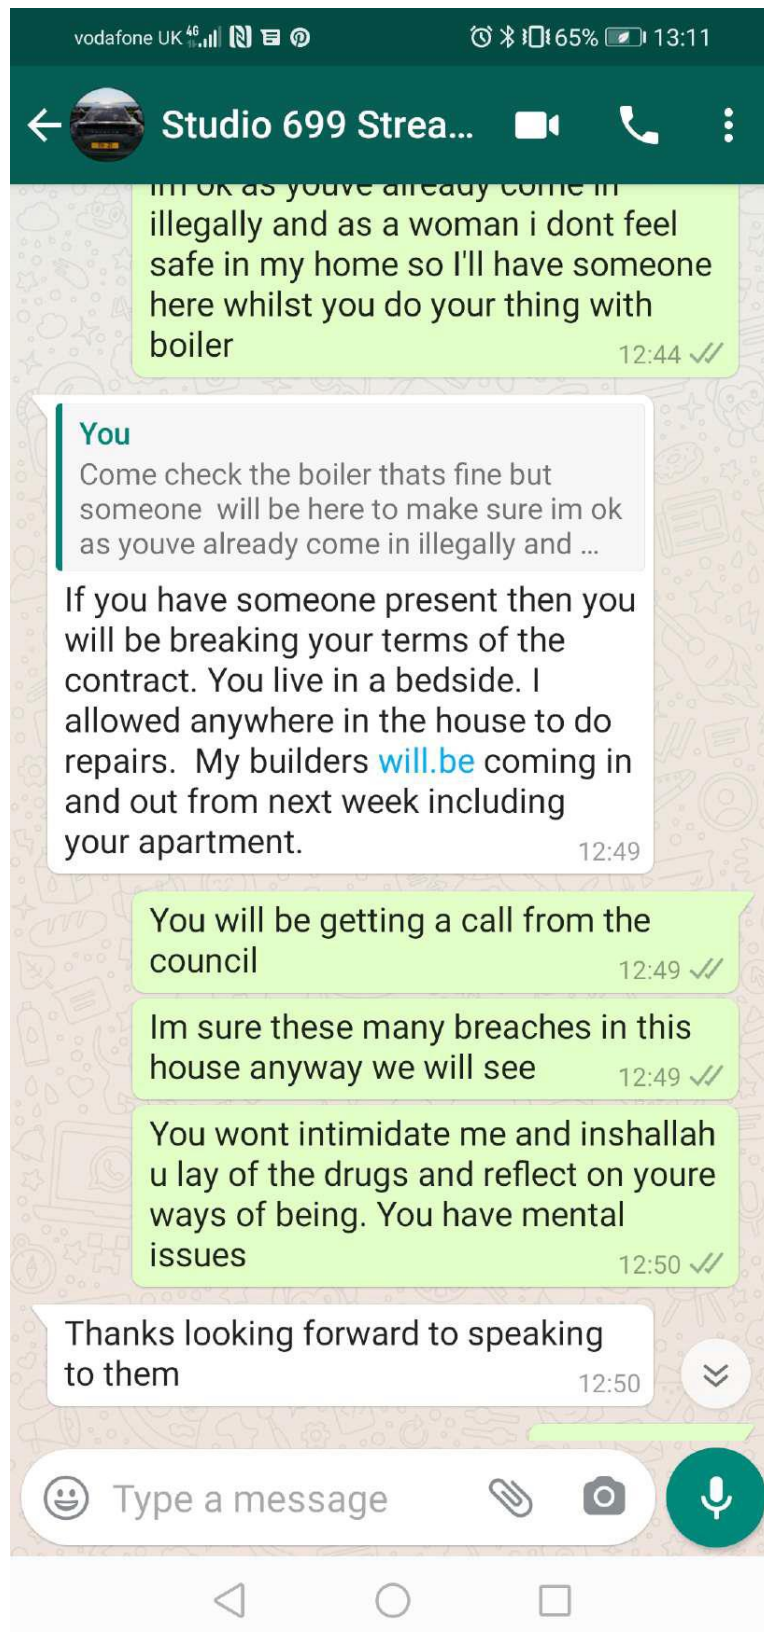 vodafone UK 4G 65% 13:11
Studio 699 Strea...
im ok as youve already come in
illegally and as a woman i dont feel
safe in my home so I'll have someone
here whilst you do your thing with
boiler
12:44
You
Come check the boiler thats fine but
someone will be here to make sure im ok
as youve already come in illegally and ...
If you have someone present then you
will be breaking your terms of the
contract. You live in a bedside. I
allowed anywhere in the house to do
repairs. My builders will.be coming in
and out from next week including
your apartment.
12:49
You will be getting a call from the
council
12:49
Im sure these many breaches in this
house anyway we will see
12:49
You wont intimidate me and inshallah
u lay of the drugs and reflect on youre
ways of being. You have mental
issues
12:50
Thanks looking forward to speaking
to them
12:50
Type a message